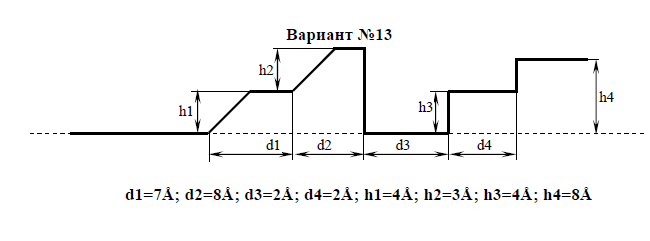 Вариант №13
h2
h1
h3
h4
d1
d2
d3
d4
d1=7Å; d2=8Å; d3=2Å; d4=2Å; h1=4Å; h2=3Å; h3=4Å; h4=8Å